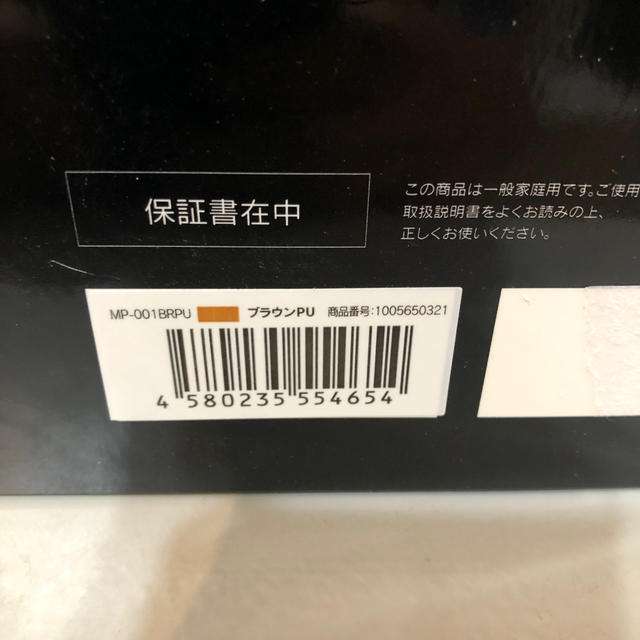 保証書在中
この商品は一般家庭用です。ご使用
取扱説明書をよくお読みの上、
正しくお使いください。
MP-001BRPU ブラウンPU 商品番号:1005650321
4 580235 554654